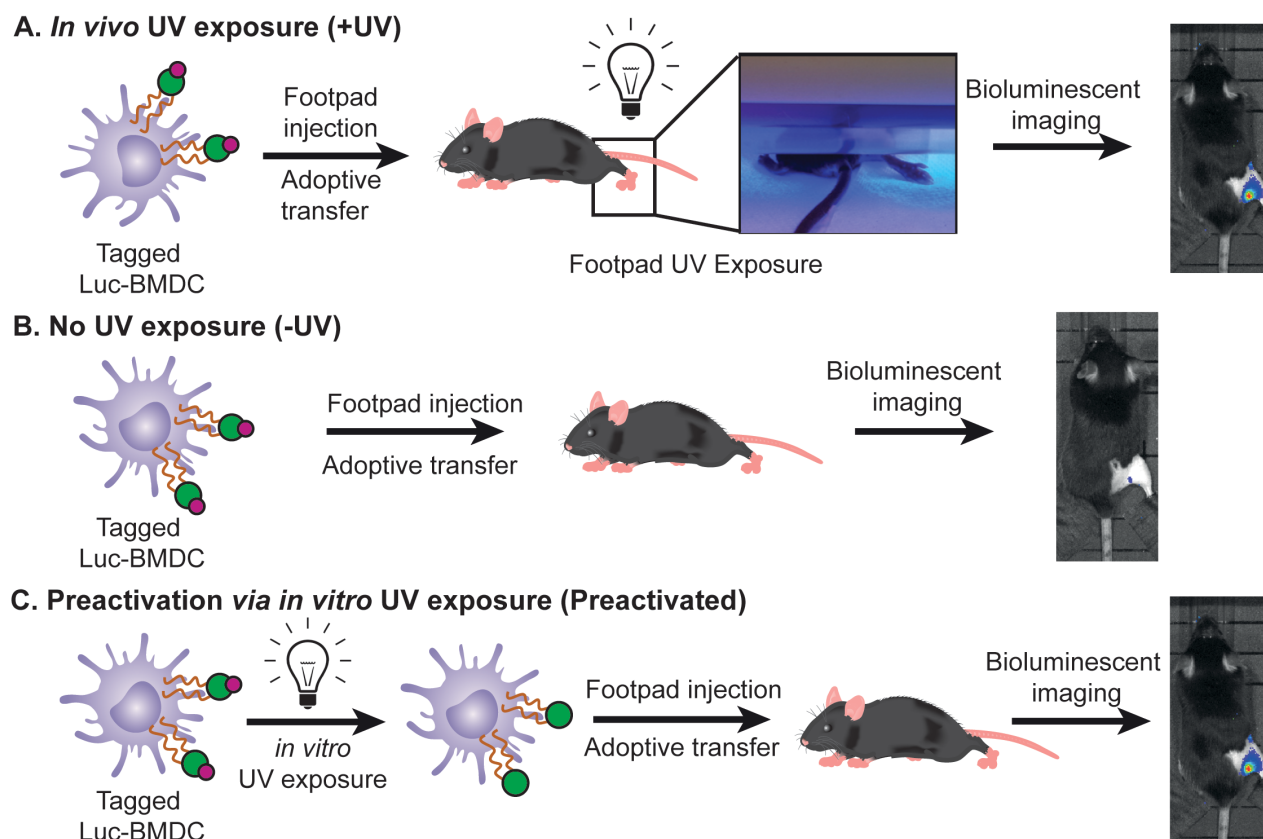 A. In vivo UV exposure (+UV)
Footpad
injection
Adoptive
transfer
Tagged
Luc-BMDC
Footpad UV Exposure
Bioluminescent
imaging
B. No UV exposure (-UV)
Footpad injection
Adoptive transfer
Tagged
Luc-BMDC
Bioluminescent
imaging
C. Preactivation via in vitro UV exposure (Preactivated)
in vitro
UV exposure
Tagged
Luc-BMDC
Footpad injection
Adoptive transfer
Bioluminescent
imaging